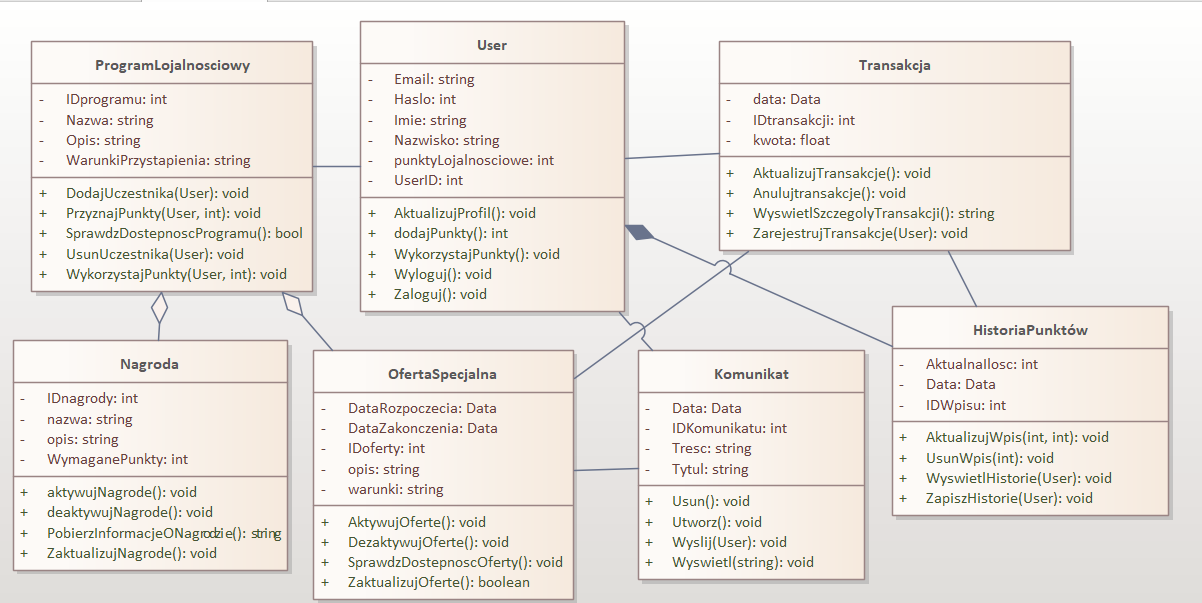 ProgramLojalnosciowy
- IDprogramu: int
- Nazwa: string
- Opis: string
- WarunkiPrzystapienia: string
+ DodajUczestnika(User): void
+ PrzyznajPunkty(User, int): void
+ SprawdzDostepnoscProgramu(): bool
+ UsunUczestnika(User): void
+ WykorzystajPunkty(User, int): void
User
- Email: string
- Haslo: int
- Imie: string
- Nazwisko: string
- punktyLojalnosciowe: int
- UserID: int
+ AktualizujProfil(): void
+ dodajPunkty(): int
+ WykorzystajPunkty(): void
+ Wyloguj(): void
+ Zaloguj(): void
Transakcja
- data: Data
- IDtransakcji: int
- kwota: float
+ AktualizujTransakcje(): void
+ Anulujtransakcje(): void
+ WyswietlSzczegolyTransakcji(): string
+ ZarejestrujTransakcje(User): void
Nagroda
- IDnagrody: int
- nazwa: string
- opis: string
- WymaganePunkty: int
+ aktywujNagrode(): void
+ deaktywujNagrode(): void
+ PobierzInformacjeONagrodzie(): string
+ ZaktualizujNagrode(): void
OfertaSpecjalna
- DataRozpoczecia: Data
- DataZakonczenia: Data
- IDoferty: int
- opis: string
- warunki: string
+ AktywujOferte(): void
+ DezaktywujOferte(): void
+ SprawdzDostepnoscOferty(): void
+ ZaktualizujOferte(): boolean
Komunikat
- Data: Data
- IDKomunikatu: int
- Tresc: string
- Tytul: string
+ Usun(): void
+ Utworz(): void
+ Wyslij(User): void
+ Wyswietl(string): void
HistoriaPunktów
- AktualnaIlosc: int
- Data: Data
- IDWpisu: int
+ AktualizujWpis(int, int): void
+ UsunWpis(int): void
+ WyswietlHistorie(User): void
+ ZapiszHistorie(User): void